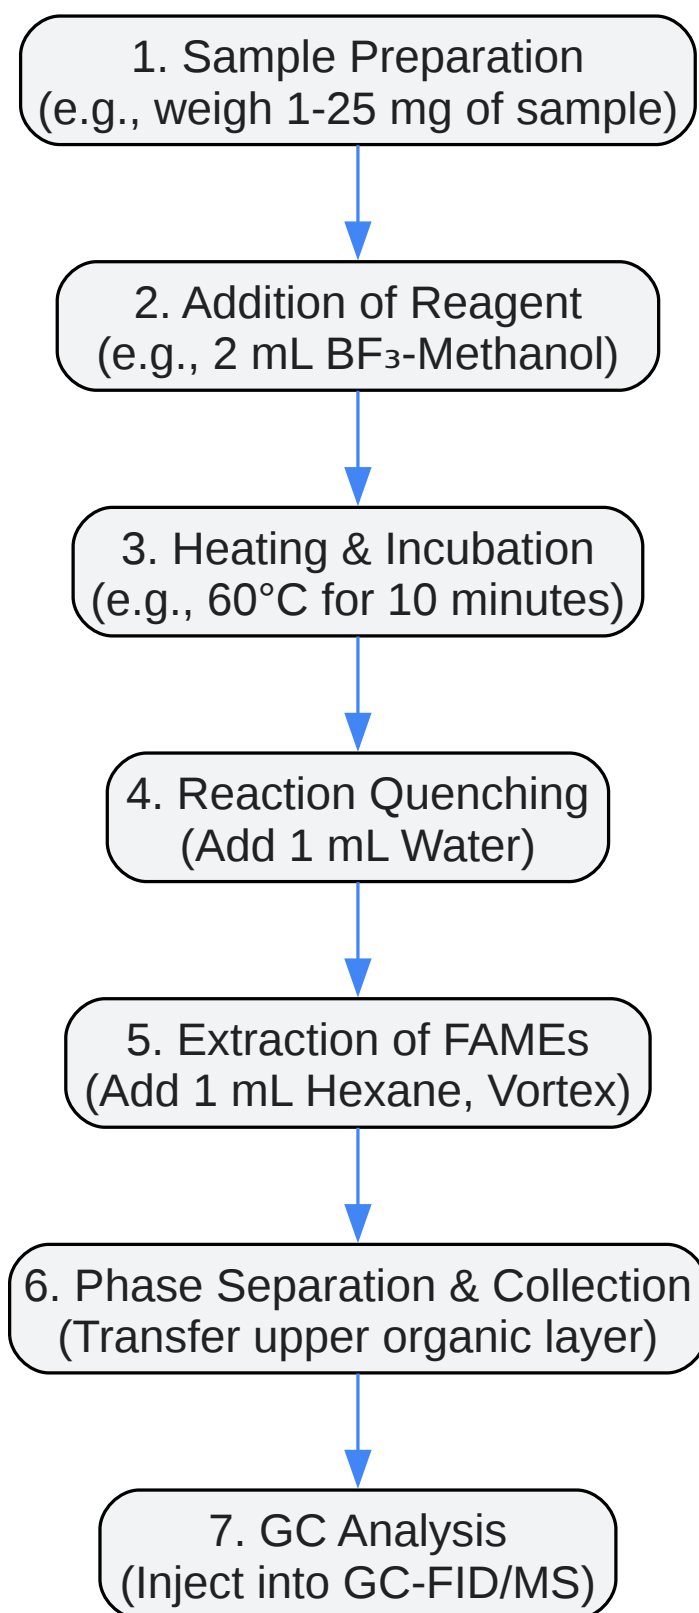 1. Sample Preparation
(e.g., weigh 1-25 mg of sample)
2. Addition of Reagent
(e.g., 2 mL BF₃-Methanol)
3. Heating & Incubation
(e.g., 60°C for 10 minutes)
4. Reaction Quenching
(Add 1 mL Water)
5. Extraction of FAMEs
(Add 1 mL Hexane, Vortex)
6. Phase Separation & Collection
(Transfer upper organic layer)
7. GC Analysis
(Inject into GC-FID/MS)